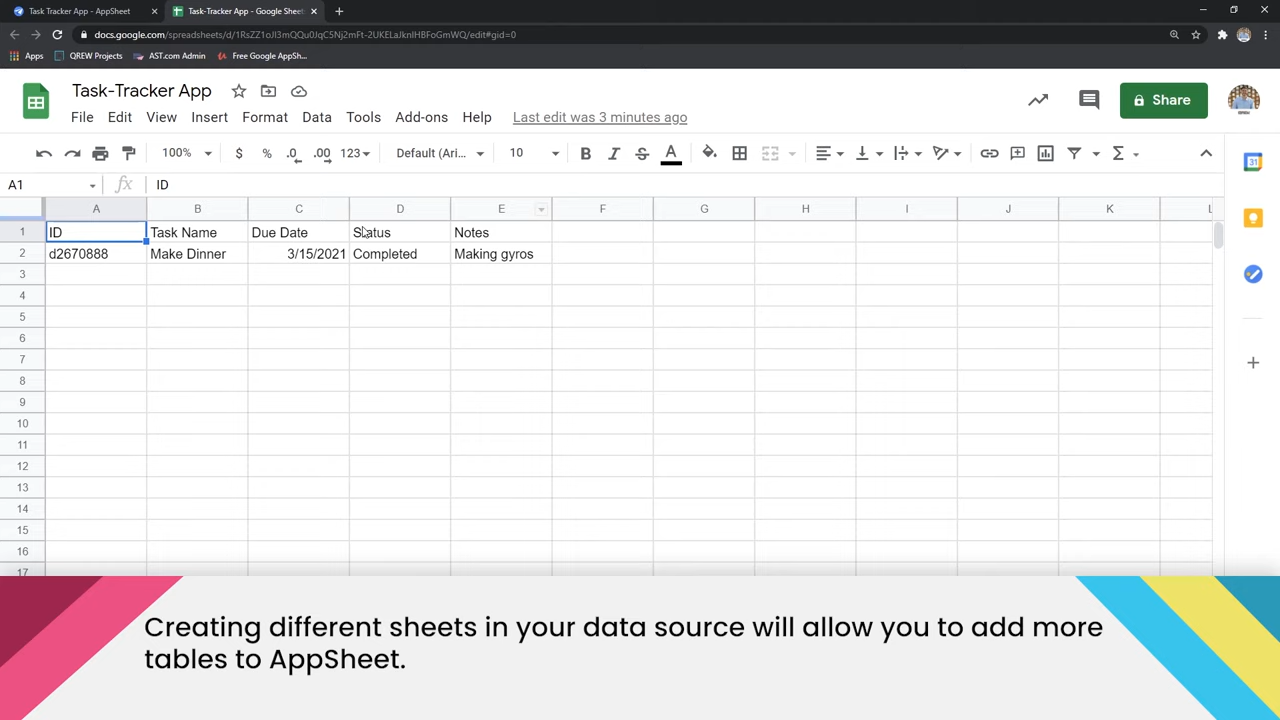 Task Tracker App - AppSheet
Task-Tracker App - Google Sheet
docs.google.com/spreadsheets/d/1RsZZ1oJI3mQQu0JqC5Nj2mFt-2UKELaJknIHBFoGmWQ/edit#gid=0
Apps QREW Projects AST.com Admin Free Google AppSh...
Task-Tracker App
File Edit View Insert Format Data Tools Add-ons Help Last edit was 3 minutes ago
Share
100% $ % .0 .00 123 Default (Ari... 10 B I S A
A1 fx ID
A B C D E F G H I J K L
1 ID Task Name Due Date Status Notes
2 d2670888 Make Dinner 3/15/2021 Completed Making gyros
3
4
5
6
7
8
9
10
11
12
13
14
15
16
17
31
Creating different sheets in your data source will allow you to add more
tables to AppSheet.